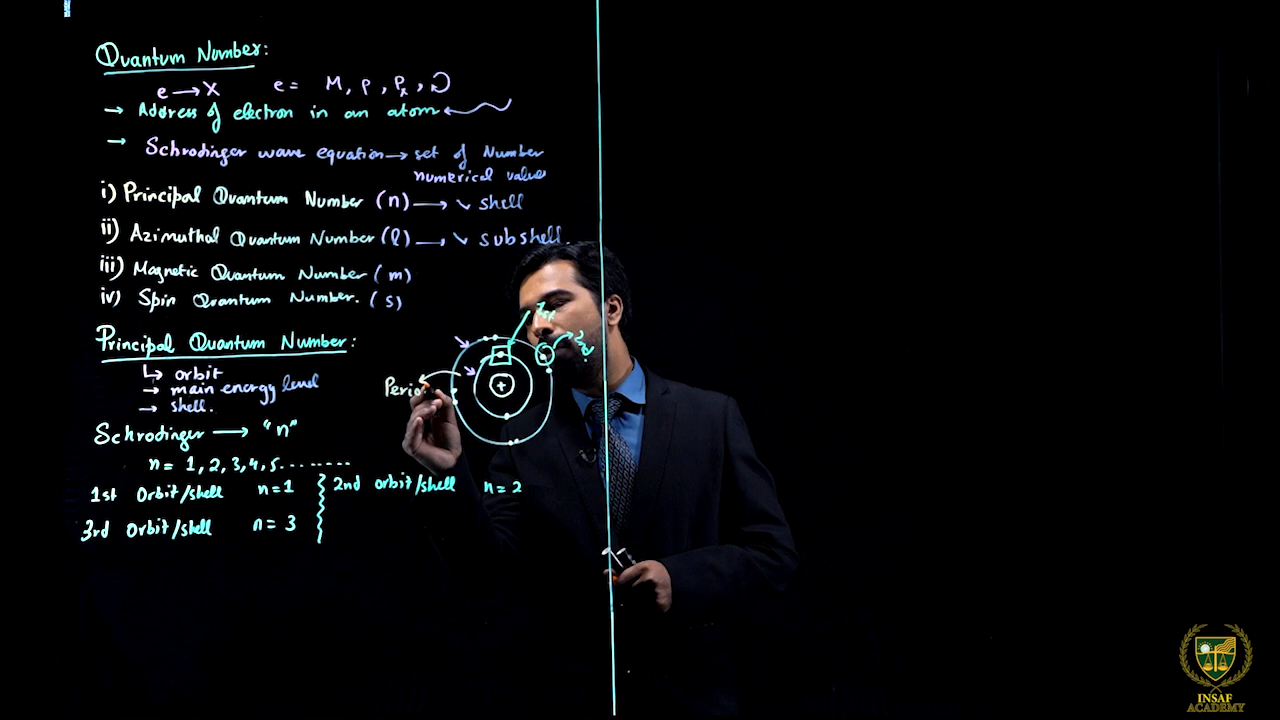 Quantum Number:
e → X e = M, P, Px,
→ Address of electron in an atom ←
→ Schrodinger wave equation → set of Number
numerical values
i) Principal Quantum Number (n) → shell
ii) Azimuthal Quantum Number (l) → subshell.
iii) Magnetic Quantum Number (m)
iv) Spin Quantum Number. (s)
Principal Quantum Number:
↳ orbit
→ main energy level
→ shell.
Perio
+
Schrodinger → "n"
n = 1, 2, 3, 4, 5.........
1st Orbit/shell n=1
2nd orbit/shell n = 2
3rd Orbit/shell n = 3
INSAF
ACADEMY